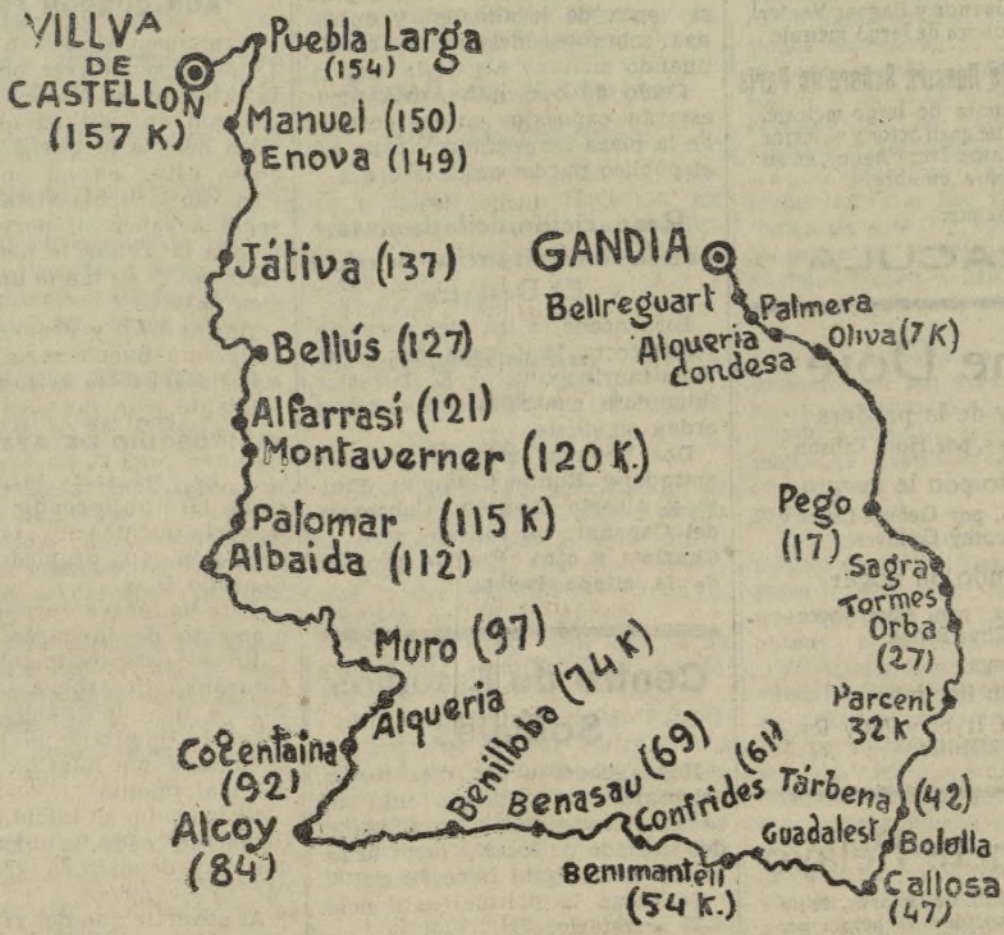 VILLVA
DE
CASTELLON
(157 K)
Puebla Larga
(154)
Manuel (150)
Enova (149)
Játiva (137)
Bellús (127)
Alfarrasí (121)
Montaverner (120 K.)
Palomar (115 K)
Albaida (112)
Muro (97)
Alqueria
Cocentaina
(92)
Alcoy
(84)
Benilloba (74 K)
Benasau (69)
Confrides (61)
Benimantell
(54 K.)
Guadalest
Callosa
(47)
Bolulla
Tárbena (42)
Parcent
32 K
Orba
(27)
Tormes
Sagra
Pego
(17)
Oliva (7 K)
Alqueria
Condesa
Palmera
Bellreguart
GANDIA